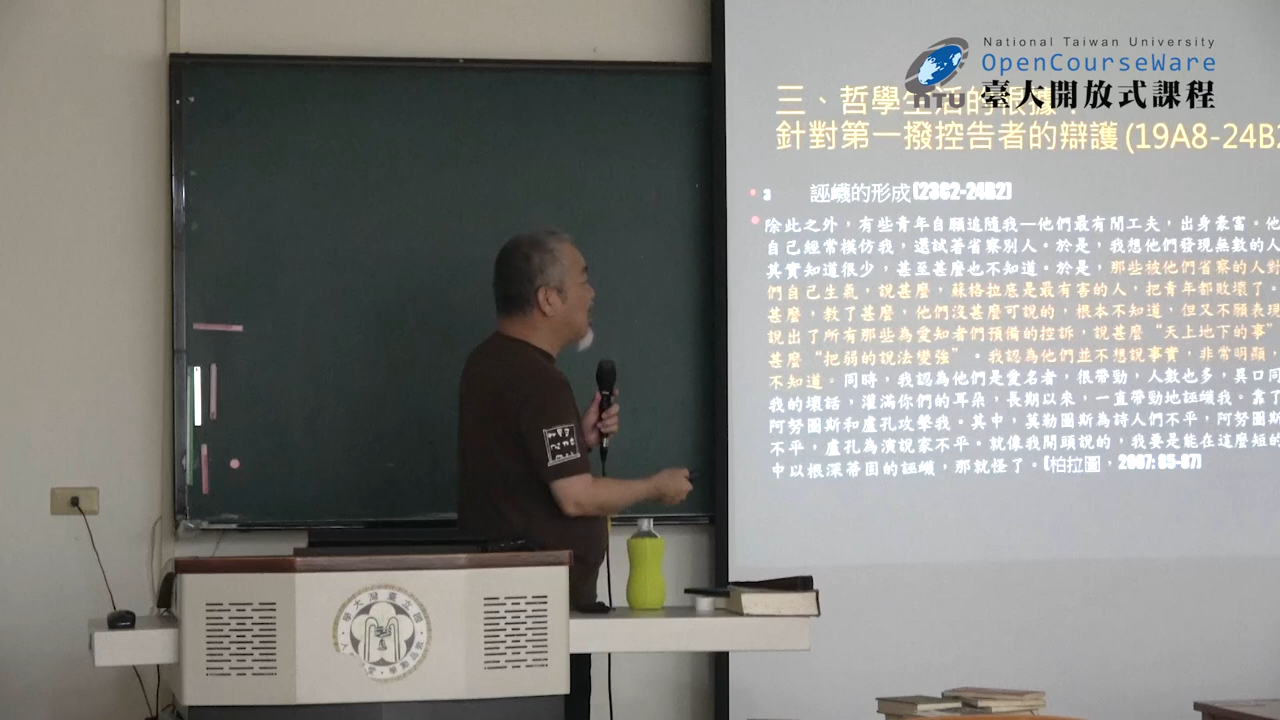 National Taiwan University
OpenCourseWare
NTU 臺大開放式課程
三、哲學生活的根據：
針對第一撥控告者的辯護(19A8-24B
3 誣衊的形成(23C2-24B2)
除此之外，有些青年自願追隨我—他們最有閒工夫，出身豪富。他
自己經常模仿我，還試著省察別人。於是，我想他們發現無數的人
其實知道很少，甚至甚麼也不知道。於是，那些被他們省察的人對
們自己生氣，說甚麼，蘇格拉底是最有害的人，把青年都敗壞了。
甚麼，教了甚麼，他們沒甚麼可說的，根本不知道，但又不願表現
說出了所有那些為愛知者們預備的控訴，說甚麼“天上地下的事”
甚麼“把弱的說法變強”。我認為他們並不想說事實，非常明顯，
不知道。同時，我認為他們是愛名者，很帶勁，人數也多，異口同
我的壞話，灌滿你們的耳朵，長期以來，一直帶勁地誣衊我。靠了
阿努圖斯和盧孔攻擊我。其中，莫勒圖斯為詩人們不平，阿努圖斯
不平，盧孔為演說家不平。就像我開頭說的，我要是能在這麼短的
中以根深蒂固的誣衊，那就怪了。(柏拉圖，2007: 85-87)